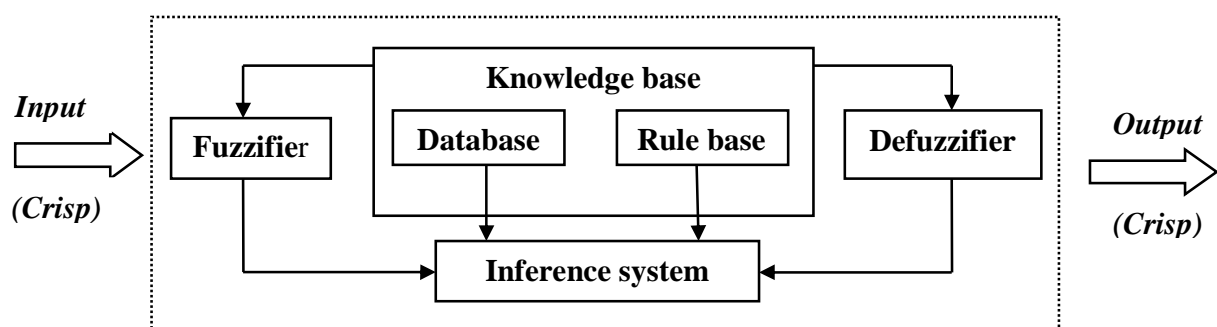 Knowledge base
Input
Fuzzifier
Database
Rule base
Defuzzifier
Output
(Crisp)
(Crisp)
Inference system